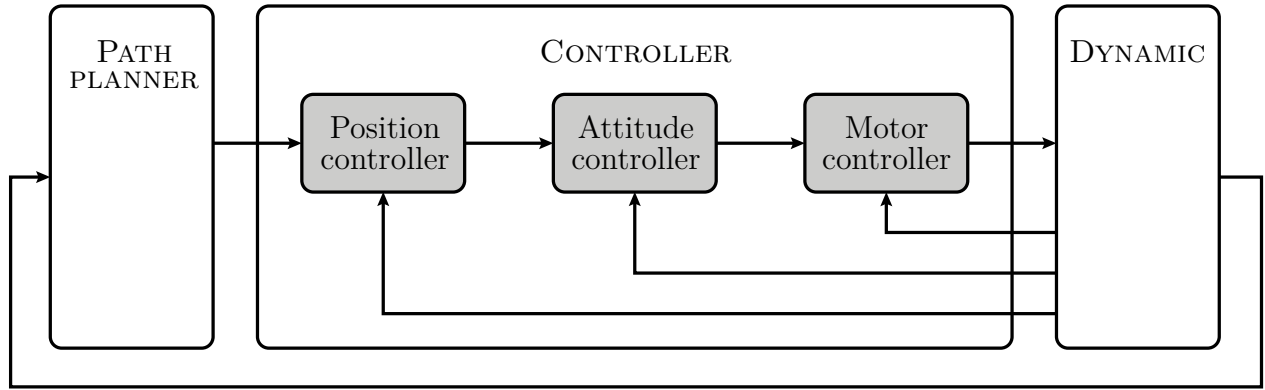 PATH
PLANNER
CONTROLLER
Position
controller
Attitude
controller
Motor
controller
DYNAMIC